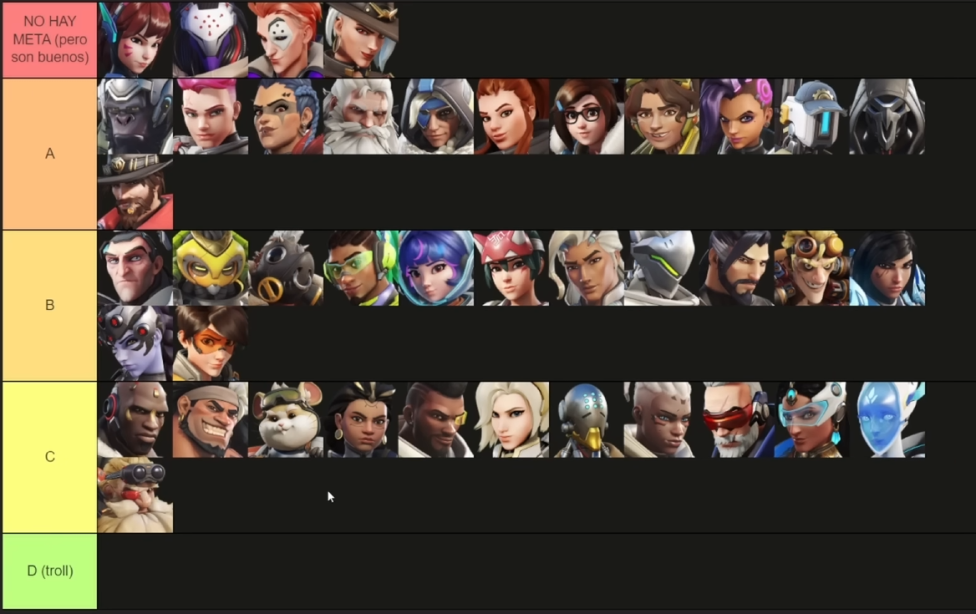 NO HAY
META (pero
son buenos)
A
B
C
D (troll)